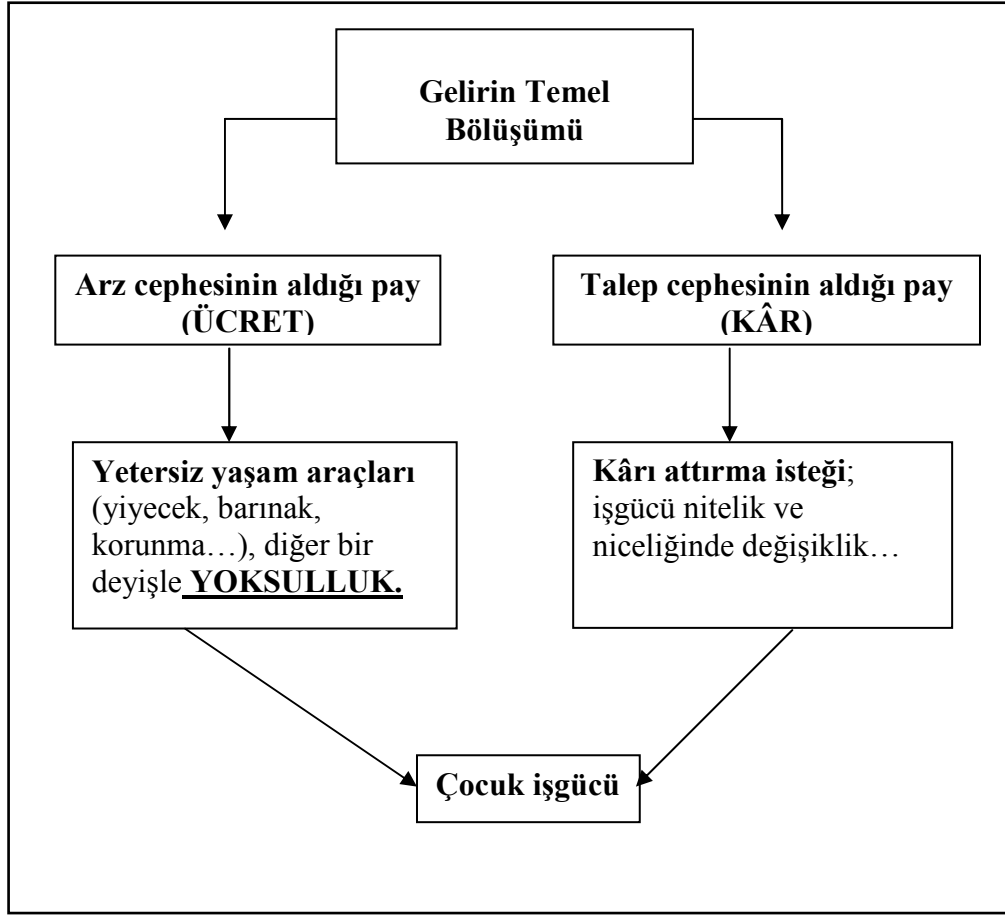 Gelirin Temel
Bölüşümü
Arz cephesinin aldığı pay
(ÜCRET)
Talep cephesinin aldığı pay
(KÂR)
Yetersiz yaşam araçları
(yiyecek, barınak,
korunma…), diğer bir
deyişle YOKSULLUK.
Kârı attırma isteği;
işgücü nitelik ve
niceliğinde değişiklik…
Çocuk işgücü